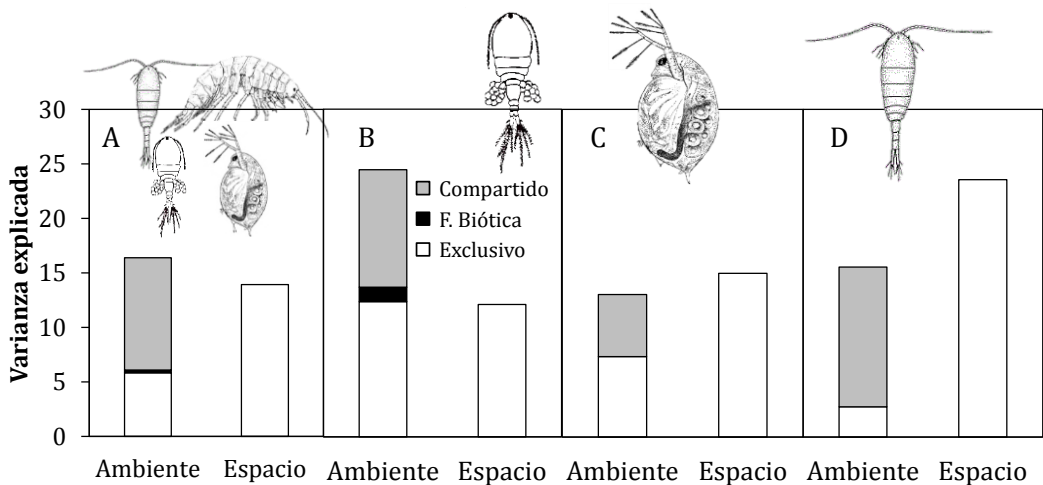 Varianza explicada
30
25
20
15
10
5
0
A
B
C
D
Compartido
F. Biótica
Exclusivo
Ambiente Espacio Ambiente Espacio Ambiente Espacio Ambiente Espacio